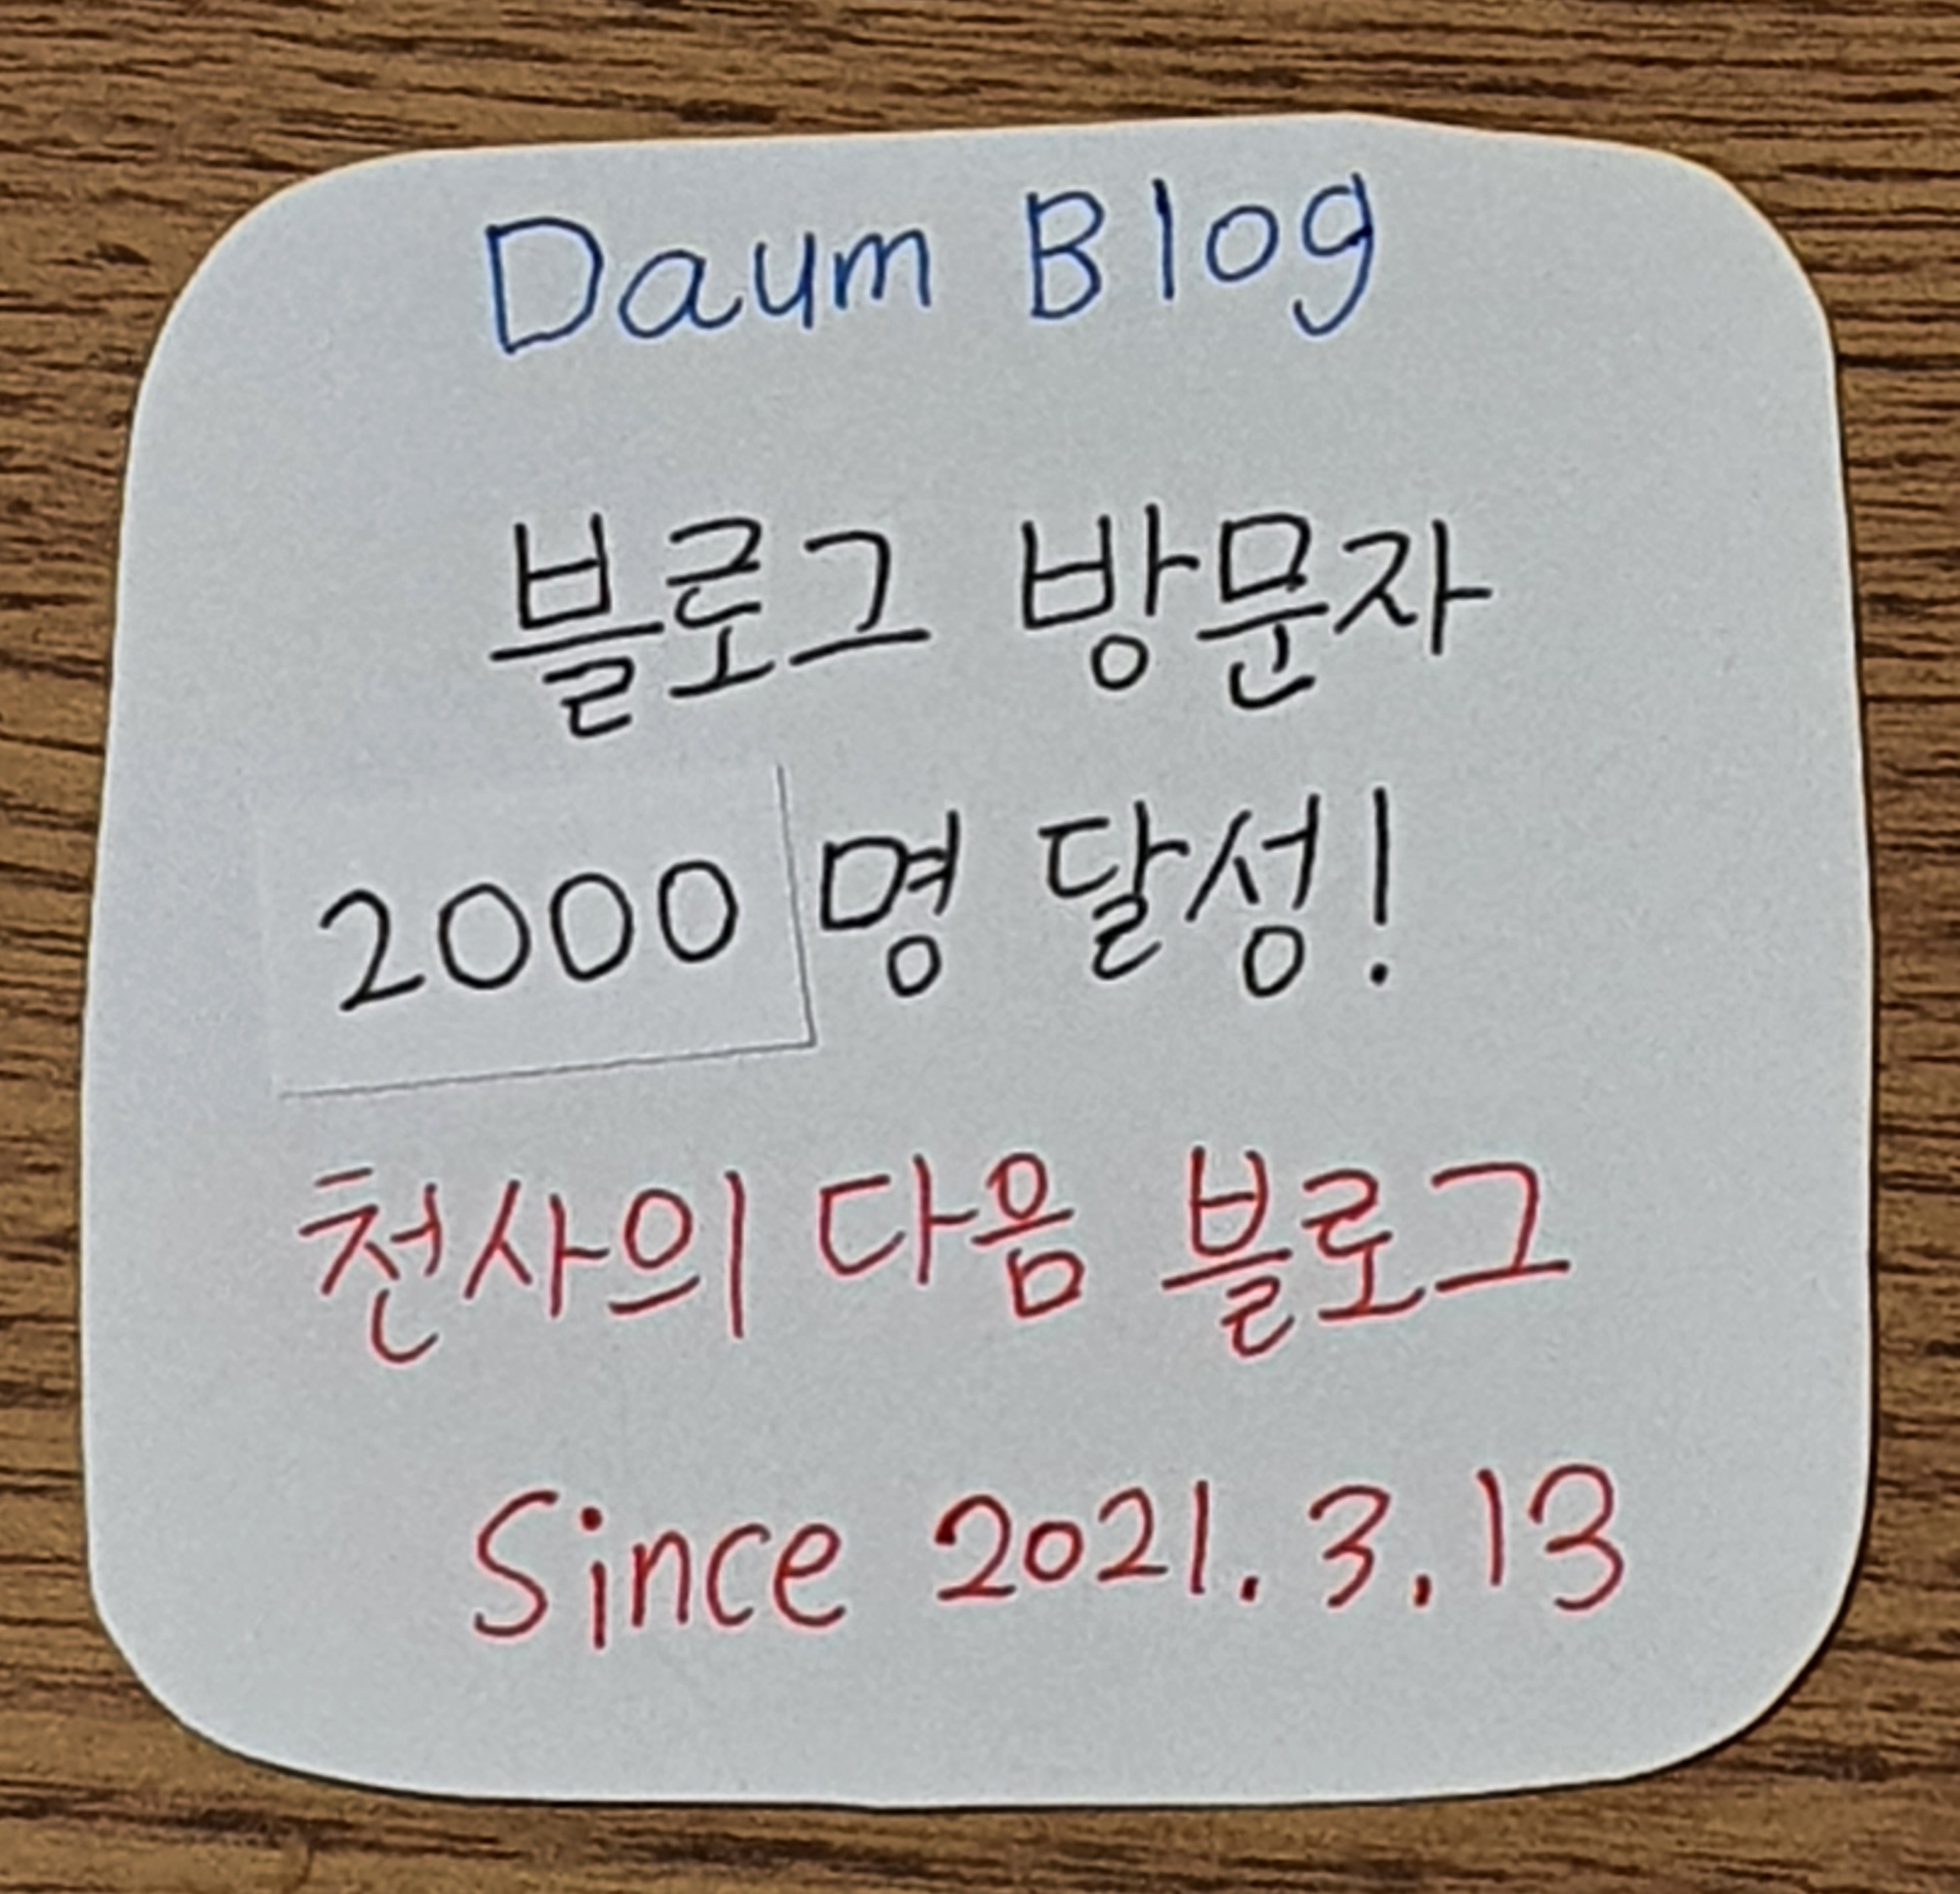 Daum Blog
블로그 방문자
2000명 달성!
천사의 다음 블로그
Since 2021.3.13